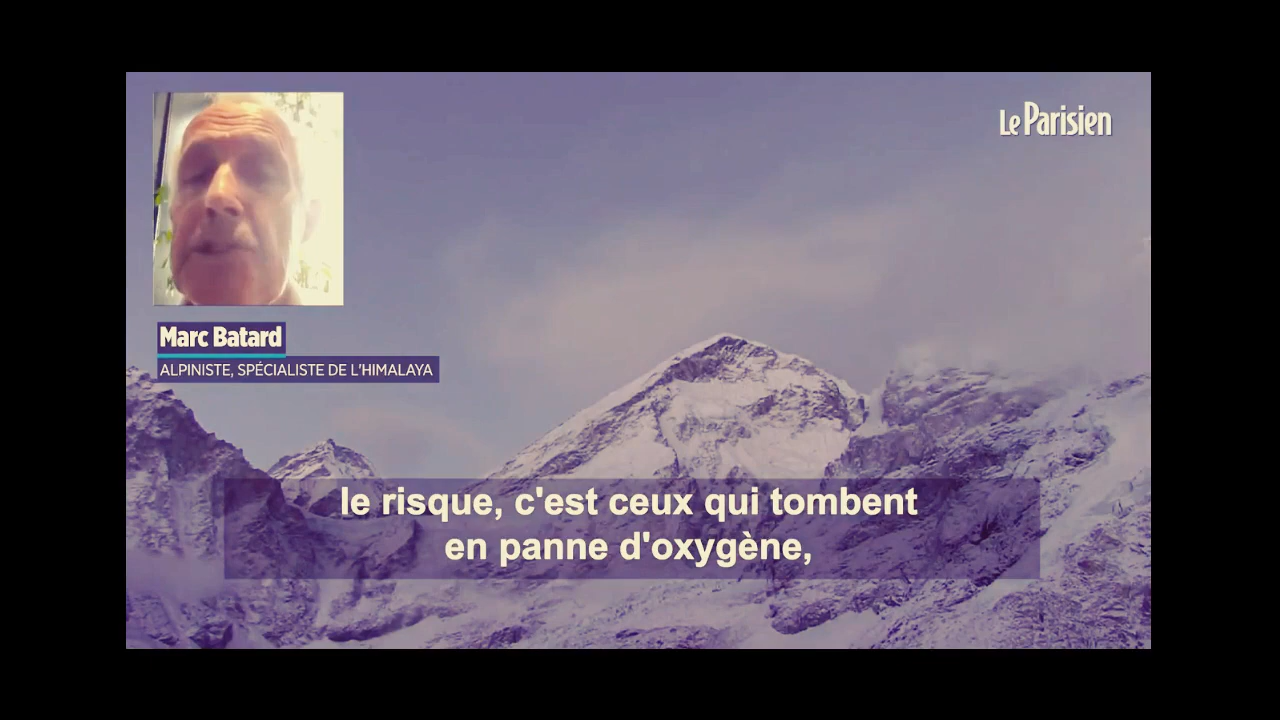 Le Parisien
Marc Batard
ALPINISTE, SPÉCIALISTE DE L'HIMALAYA
le risque, c'est ceux qui tombent
en panne d'oxygène,